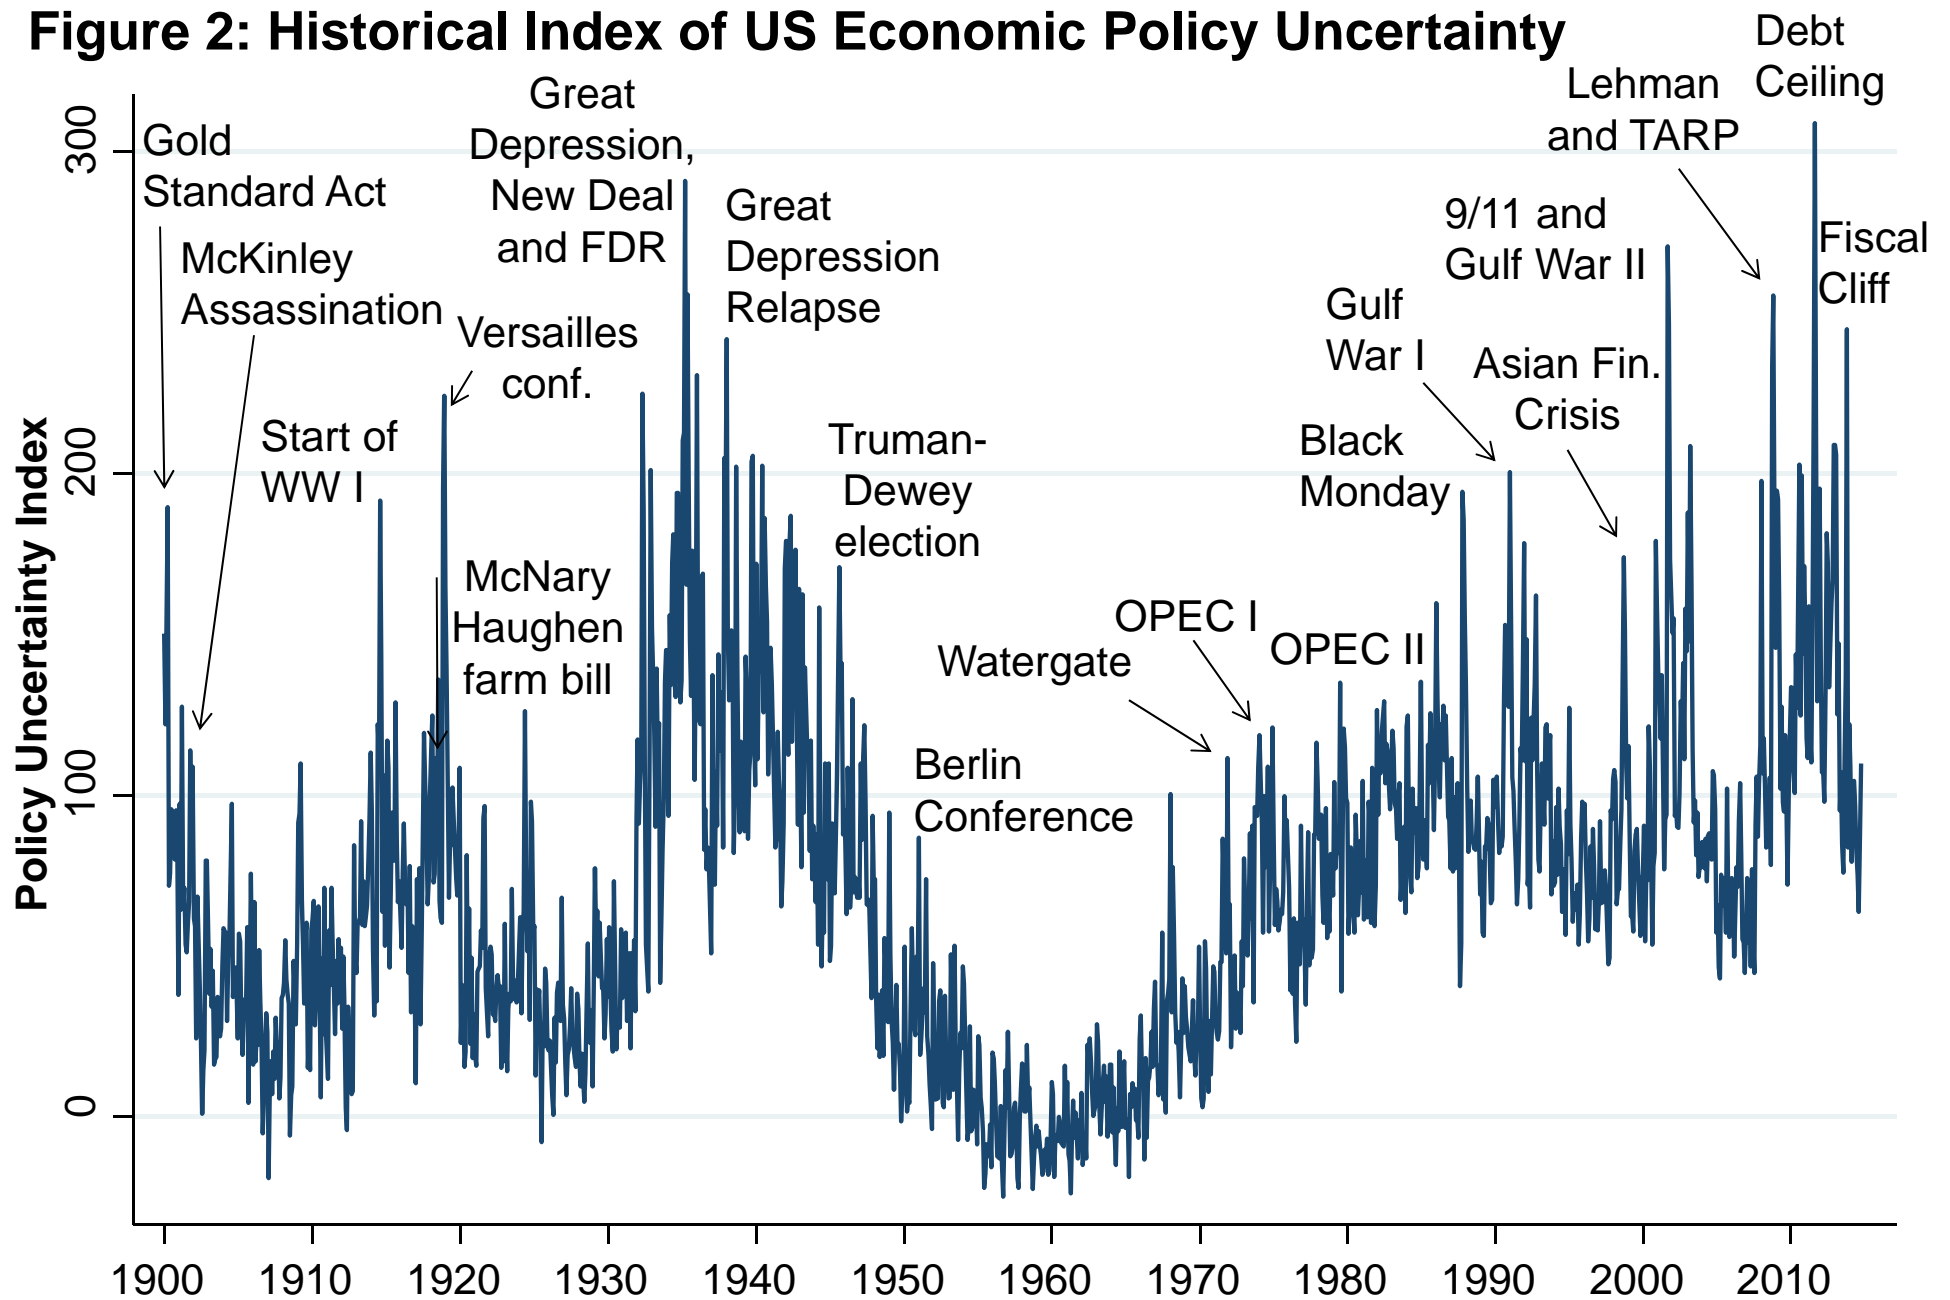 Figure 2: Historical Index of US Economic Policy Uncertainty
Debt
Ceiling
Lehman
and TARP
Great
Depression,
New Deal
and FDR
Gold
Standard Act
McKinley
Assassination
Great
Depression
Relapse
9/11 and
Gulf War II
Fiscal
Cliff
Versailles
conf.
Gulf
War I
Asian Fin.
Crisis
Start of
WW I
Truman-
Dewey
election
Black
Monday
McNary
Haughen
farm bill
OPEC I
OPEC II
Watergate
Berlin
Conference
Policy Uncertainty Index
300
200
100
0
1900 1910 1920 1930 1940 1950 1960 1970 1980 1990 2000 2010